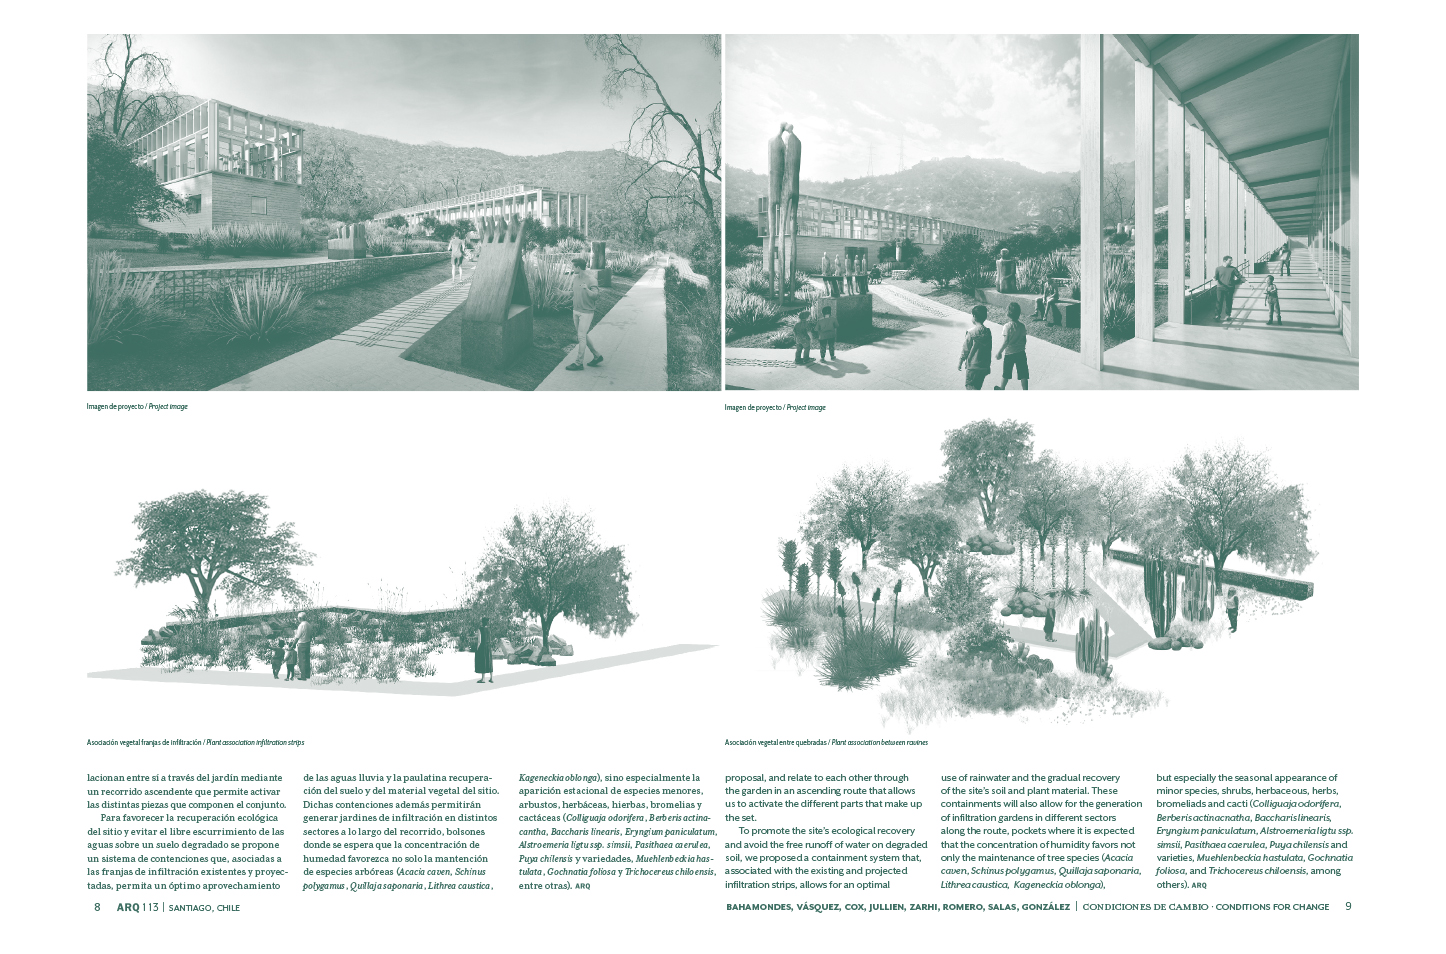 Imagen de proyecto / Project image
Imagen de proyecto / Project image
Asociación vegetal franjas de infiltración / Plant association infiltration strips
Asociación vegetal entre quebradas / Plant association between ravines
lacionan entre sí a través del jardín mediante
un recorrido ascendente que permite activar
las distintas piezas que componen el conjunto.
Para favorecer la recuperación ecológica
del sitio y evitar el libre escurrimiento de las
aguas sobre un suelo degradado se propone
un sistema de contenciones que, asociadas a
las franjas de infiltración existentes y proyec-
tadas, permita un óptimo aprovechamiento
de las aguas lluvia y la paulatina recupera-
ción del suelo y del material vegetal del sitio.
Dichas contenciones además permitirán
generar jardines de infiltración en distintos
sectores a lo largo del recorrido, bolsones
donde se espera que la concentración de
humedad favorezca no solo la mantención
de especies arbóreas (Acacia caven, Schinus
polygamus, Quillaja saponaria, Lithrea caustica,
Kageneckia oblonga), sino especialmente la
aparición estacional de especies menores,
arbustos, herbáceas, hierbas, bromelias y
cactáceas (Colliguaja odorifera, Berberis actina-
cantha, Baccharis linearis, Eryngium paniculatum,
Alstroemeria ligtu ssp. simsii, Pasithaea caerulea,
Puya chilensis y variedades, Muehlenbeckia has-
tulata, Gochnatia foliosa y Trichocereus chiloensis,
entre otras). ARQ
proposal, and relate to each other through
the garden in an ascending route that allows
us to activate the different parts that make up
the set.
To promote the site's ecological recovery
and avoid the free runoff of water on degraded
soil, we proposed a containment system that,
associated with the existing and projected
infiltration strips, allows for an optimal
use of rainwater and the gradual recovery
of the site's soil and plant material. These
containments will also allow for the generation
of infiltration gardens in different sectors
along the route, pockets where it is expected
that the concentration of humidity favors not
only the maintenance of tree species (Acacia
caven, Schinus polygamus, Quillaja saponaria,
Lithrea caustica, Kageneckia oblonga),
but especially the seasonal appearance of
minor species, shrubs, herbaceous, herbs,
bromeliads and cacti (Colliguaja odorifera,
Berberis actinacnatha, Baccharis linearis,
Eryngium paniculatum, Alstroemeria ligtu ssp.
simsii, Pasithaea caerulea, Puya chilensis and
varieties, Muehlenbeckia hastulata, Gochnatia
foliosa, and Trichocereus chiloensis, among
others). ARQ
8 ARQ 113 | SANTIAGO, CHILE
BAHAMONDES, VÁSQUEZ, COX, JULLIEN, ZARHI, ROMERO, SALAS, GONZÁLEZ | CONDICIONES DE CAMBIO · CONDITIONS FOR CHANGE 9